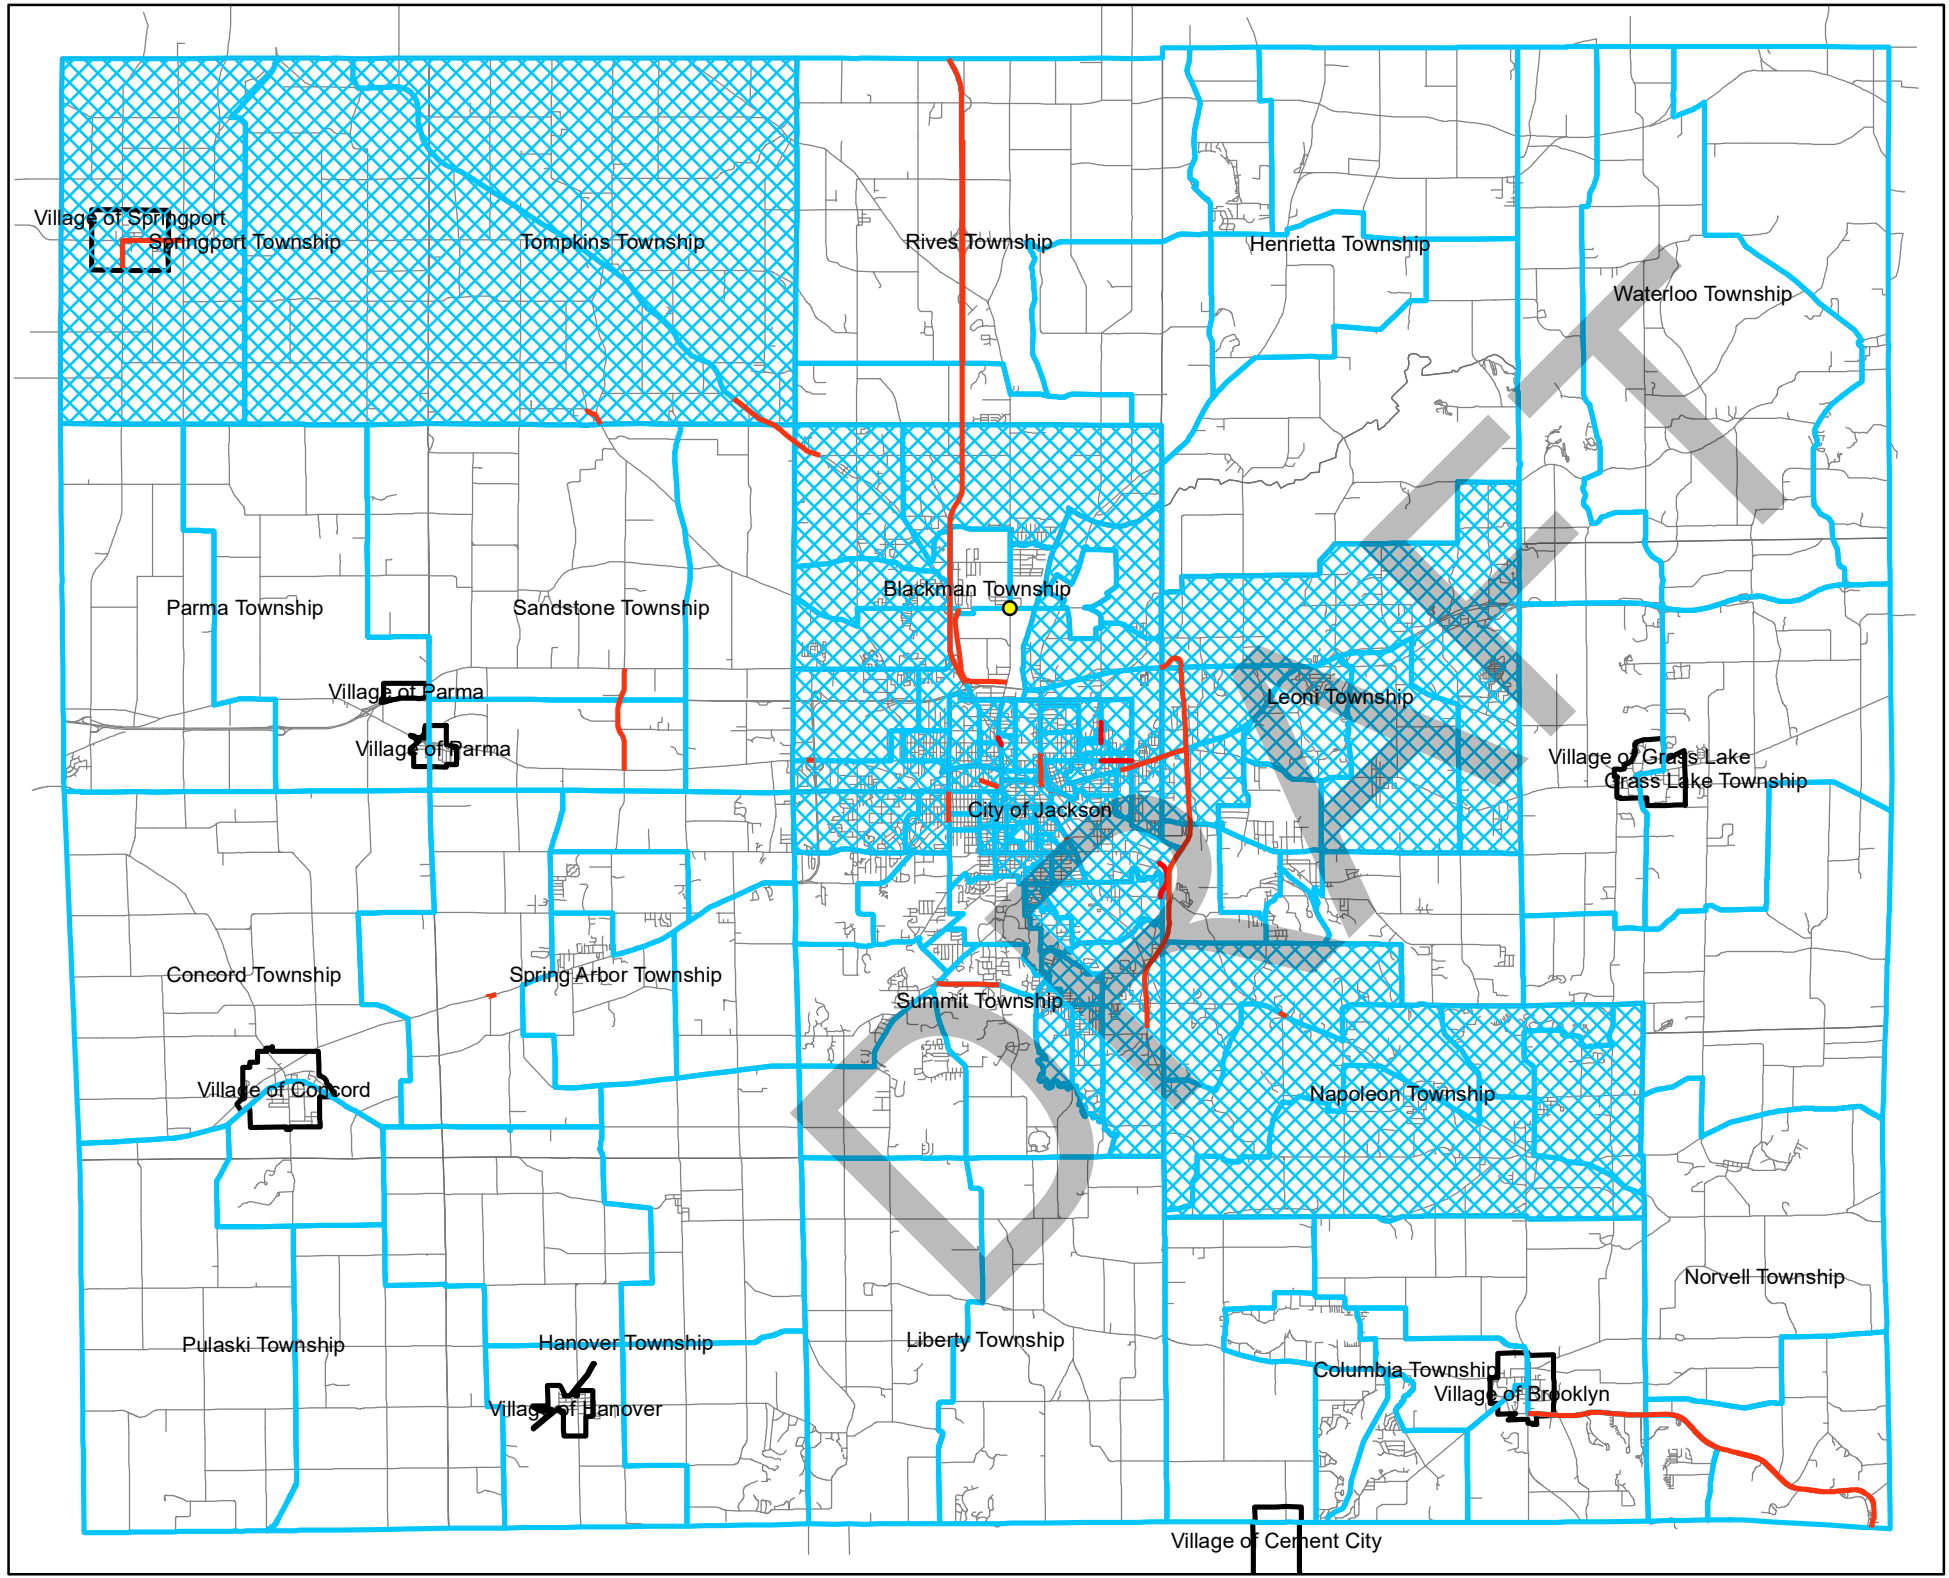 Village of Springport
Springport Township
Tompkins Township
Rives Township
Henrietta Township
Waterloo Township
Blackman Township
Parma Township
Sandstone Township
Village of Parma
Leoni Township
Village of Parma
Village of Grass Lake
Grass Lake Township
City of Jackson
Concord Township
Spring Arbor Township
Summit Township
Village of Concord
Napoleon Township
Norvell Township
Pulaski Township
Hanover Township
Liberty Township
Columbia Township
Village of Brooklyn
Village of Hanover
Village of Cement City
DRAFT